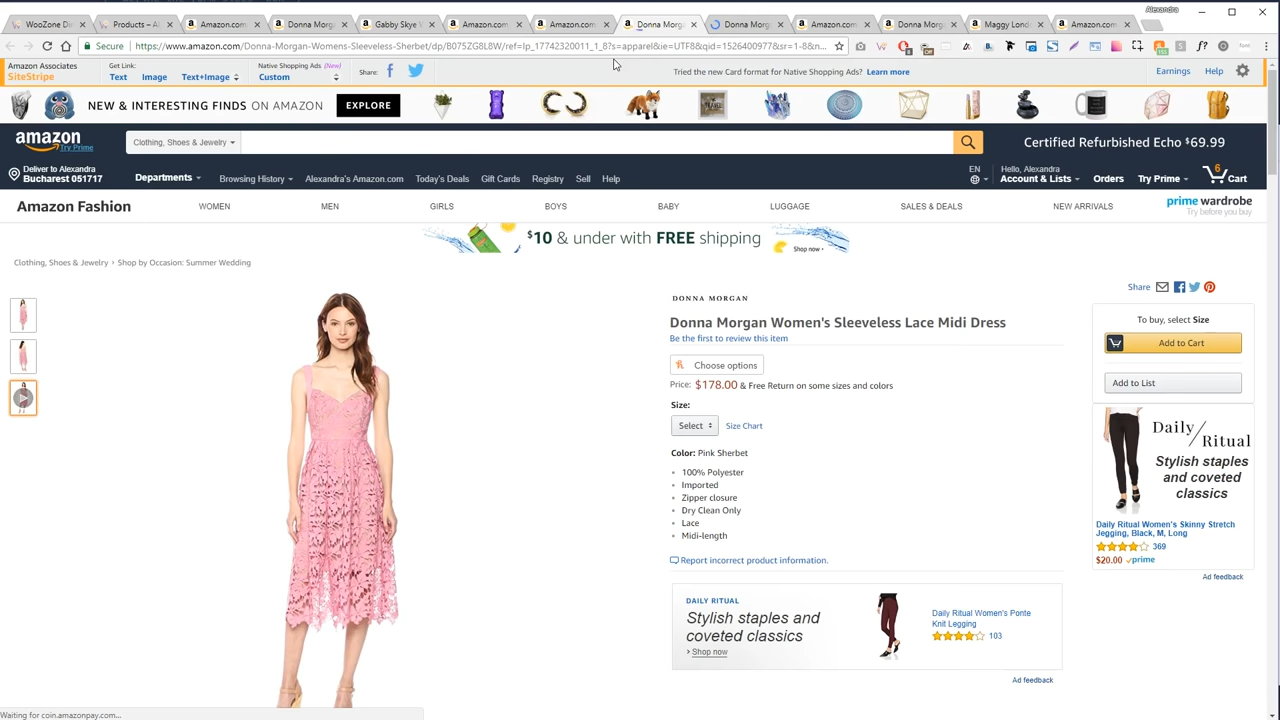 Alexandra
WooZone Di
Products – Al
Amazon.com
Donna Morg
Gabby Skye
Amazon.com
Amazon.com
Donna Morg
Donna Morg
Amazon.com
Donna Morg
Maggy Lond
Amazon.com
Secure
https://www.amazon.com/Donna-Morgan-Womens-Sleeveless-Sherbet/dp/B075ZG8L8W/ref=lp_17742320011_1_8?s=apparel&ie=UTF8&qid=1526400977&sr=1-8&n...
Amazon Associates
SiteStripe
Get Link:
Text
Image
Text+Image
Native Shopping Ads (New)
Custom
Share:
Tried the new Card format for Native Shopping Ads? Learn more
Earnings
Help
NEW & INTERESTING FINDS ON AMAZON
EXPLORE
amazon
Try Prime
Clothing, Shoes & Jewelry
Certified Refurbished Echo $69.99
Deliver to Alexandra
Bucharest 051717
Departments
Browsing History
Alexandra's Amazon.com
Today's Deals
Gift Cards
Registry
Sell
Help
EN
Hello, Alexandra
Account & Lists
Orders
Try Prime
6
Cart
Amazon Fashion
WOMEN
MEN
GIRLS
BOYS
BABY
LUGGAGE
SALES & DEALS
NEW ARRIVALS
prime wardrobe
Try before you buy
$10 & under with FREE shipping
Shop now ›
Clothing, Shoes & Jewelry › Shop by Occasion: Summer Wedding
DONNA MORGAN
Donna Morgan Women's Sleeveless Lace Midi Dress
Be the first to review this item
Choose options
Price: $178.00 & Free Return on some sizes and colors
Size:
Select
Size Chart
Color: Pink Sherbet
• 100% Polyester
• Imported
• Zipper closure
• Dry Clean Only
• Lace
• Midi-length
Report incorrect product information.
DAILY RITUAL
Stylish staples and
coveted classics
› Shop now
Daily Ritual Women's Ponte
Knit Legging
103
Ad feedback
Share
To buy, select Size
Add to Cart
Add to List
Daily/
Ritual
Stylish staples
and coveted
classics
Daily Ritual Women's Skinny Stretch
Jegging, Black, M, Long
369
$20.00 prime
Ad feedback
Waiting for coin.amazonpay.com...